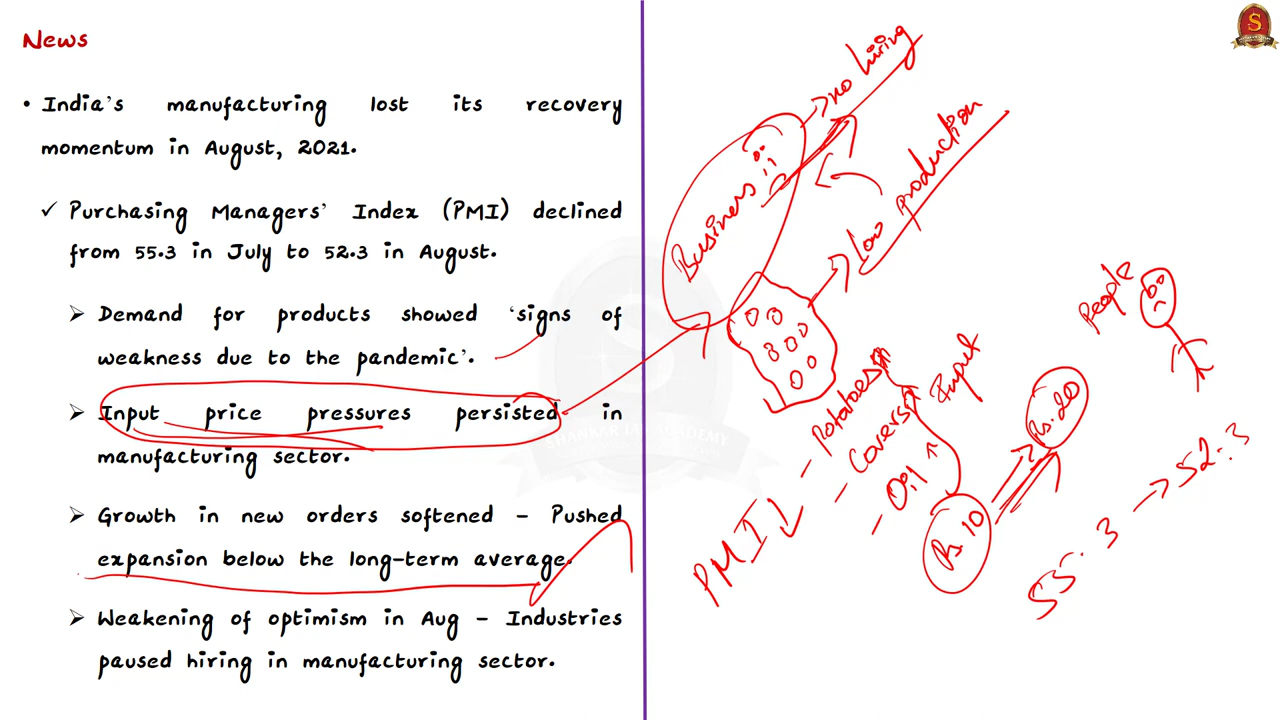 News
• India's manufacturing lost its recovery
momentum in August, 2021.
✓ Purchasing Managers' Index (PMI) declined
from 55.3 in July to 52.3 in August.
➤ Demand for products showed 'signs of
weakness due to the pandemic'.
➤ Input price pressures persisted in
manufacturing sector.
➤ Growth in new orders softened – Pushed
expansion below the long-term average.
➤ Weakening of optimism in Aug – Industries
paused hiring in manufacturing sector.
Business
→ no hiring
→ Low production
People
Input
- Potatoes ↑
- Covers ↑
- Oil ↑
Rs. 10
Rs. 20
PMI ↓
55.3 → 52.3
SHANKAR IAS ACADEMY
S